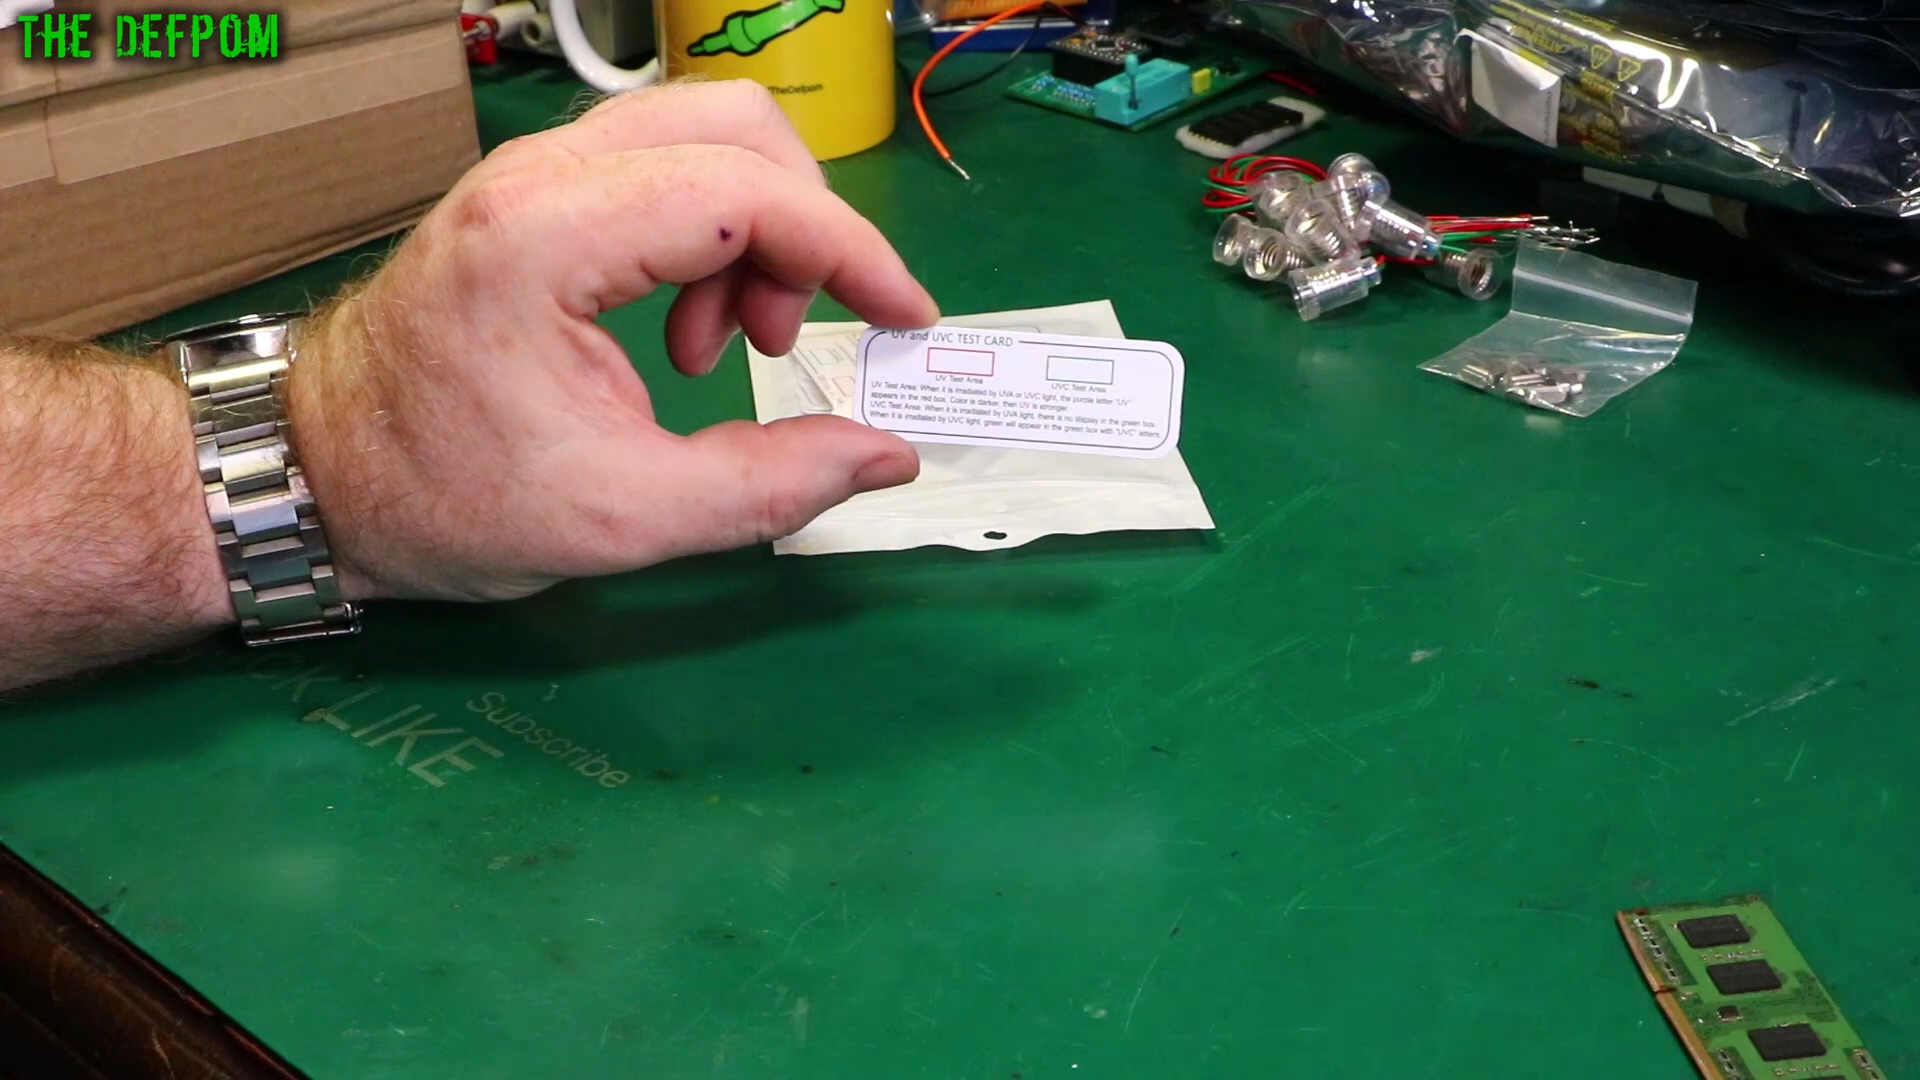 THE DEFPOM
/TheDefpom
UV and UVC TEST CARD
UV Test Area
UVC Test Area
UV Test Area: When it is irradiated by UVA or UVC light, the purple letter "UV"
appears in the red box. Color is darker, then UV is stronger
UVC Test Area: When it is irradiated by UVA light, there is no display in the green box.
When it is irradiated by UVC light, green will appear in the green box with "UVC" letters
LIKE
Subscribe